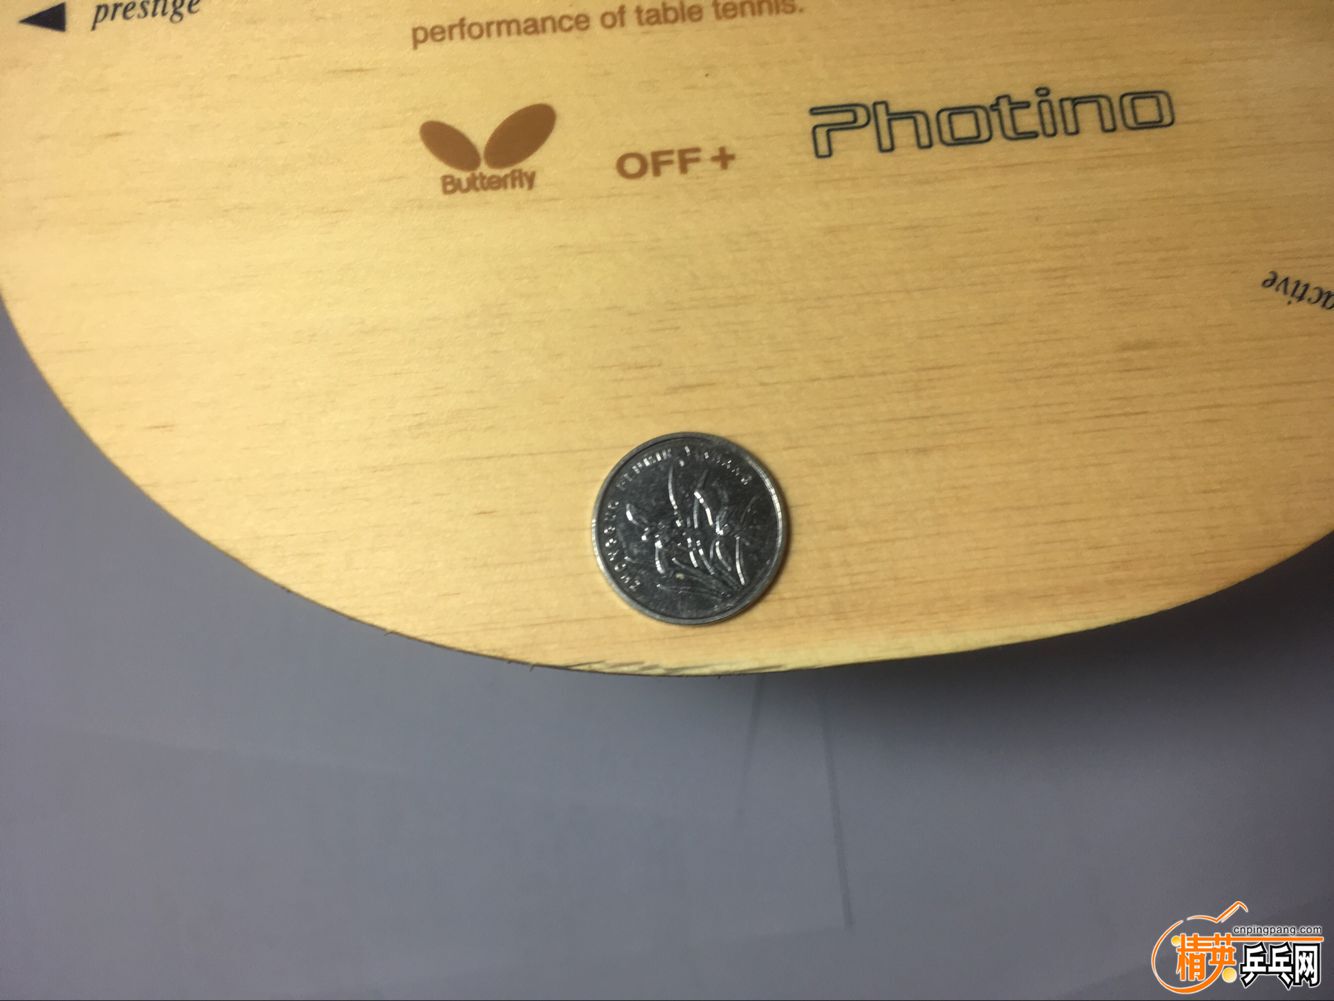 prestige
performance of table tennis.
Butterfly
OFF+
Photino
active
cnpingpang.com
精英乒乓网